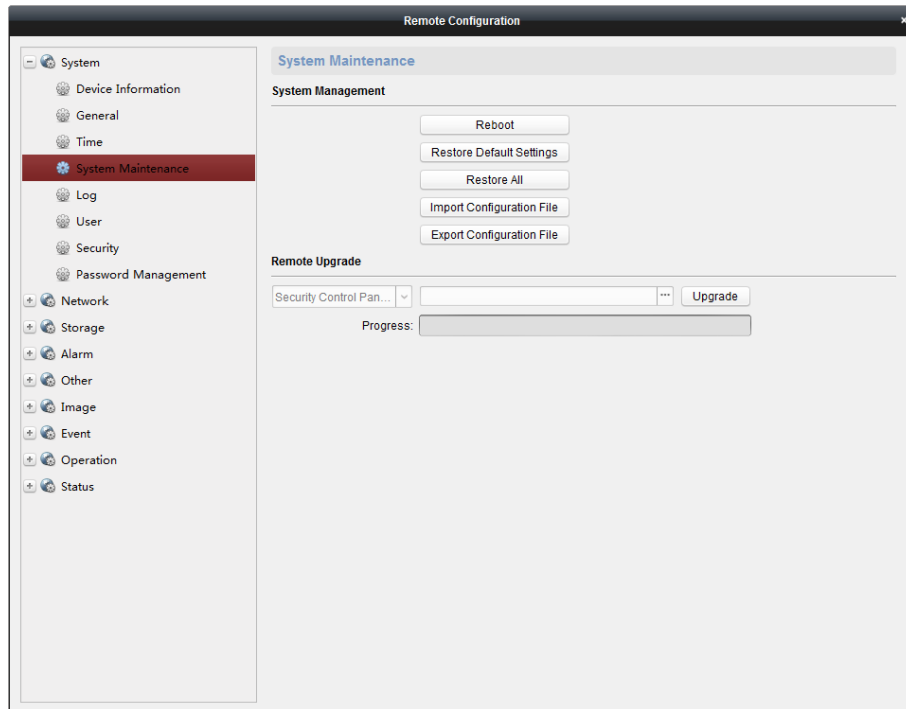 Remote Configuration
System
Device Information
General
Time
System Maintenance
Log
User
Security
Password Management
Network
Storage
Alarm
Other
Image
Event
Operation
Status
System Maintenance
System Management
Reboot
Restore Default Settings
Restore All
Import Configuration File
Export Configuration File
Remote Upgrade
Security Control Pan... ... Upgrade
Progress: